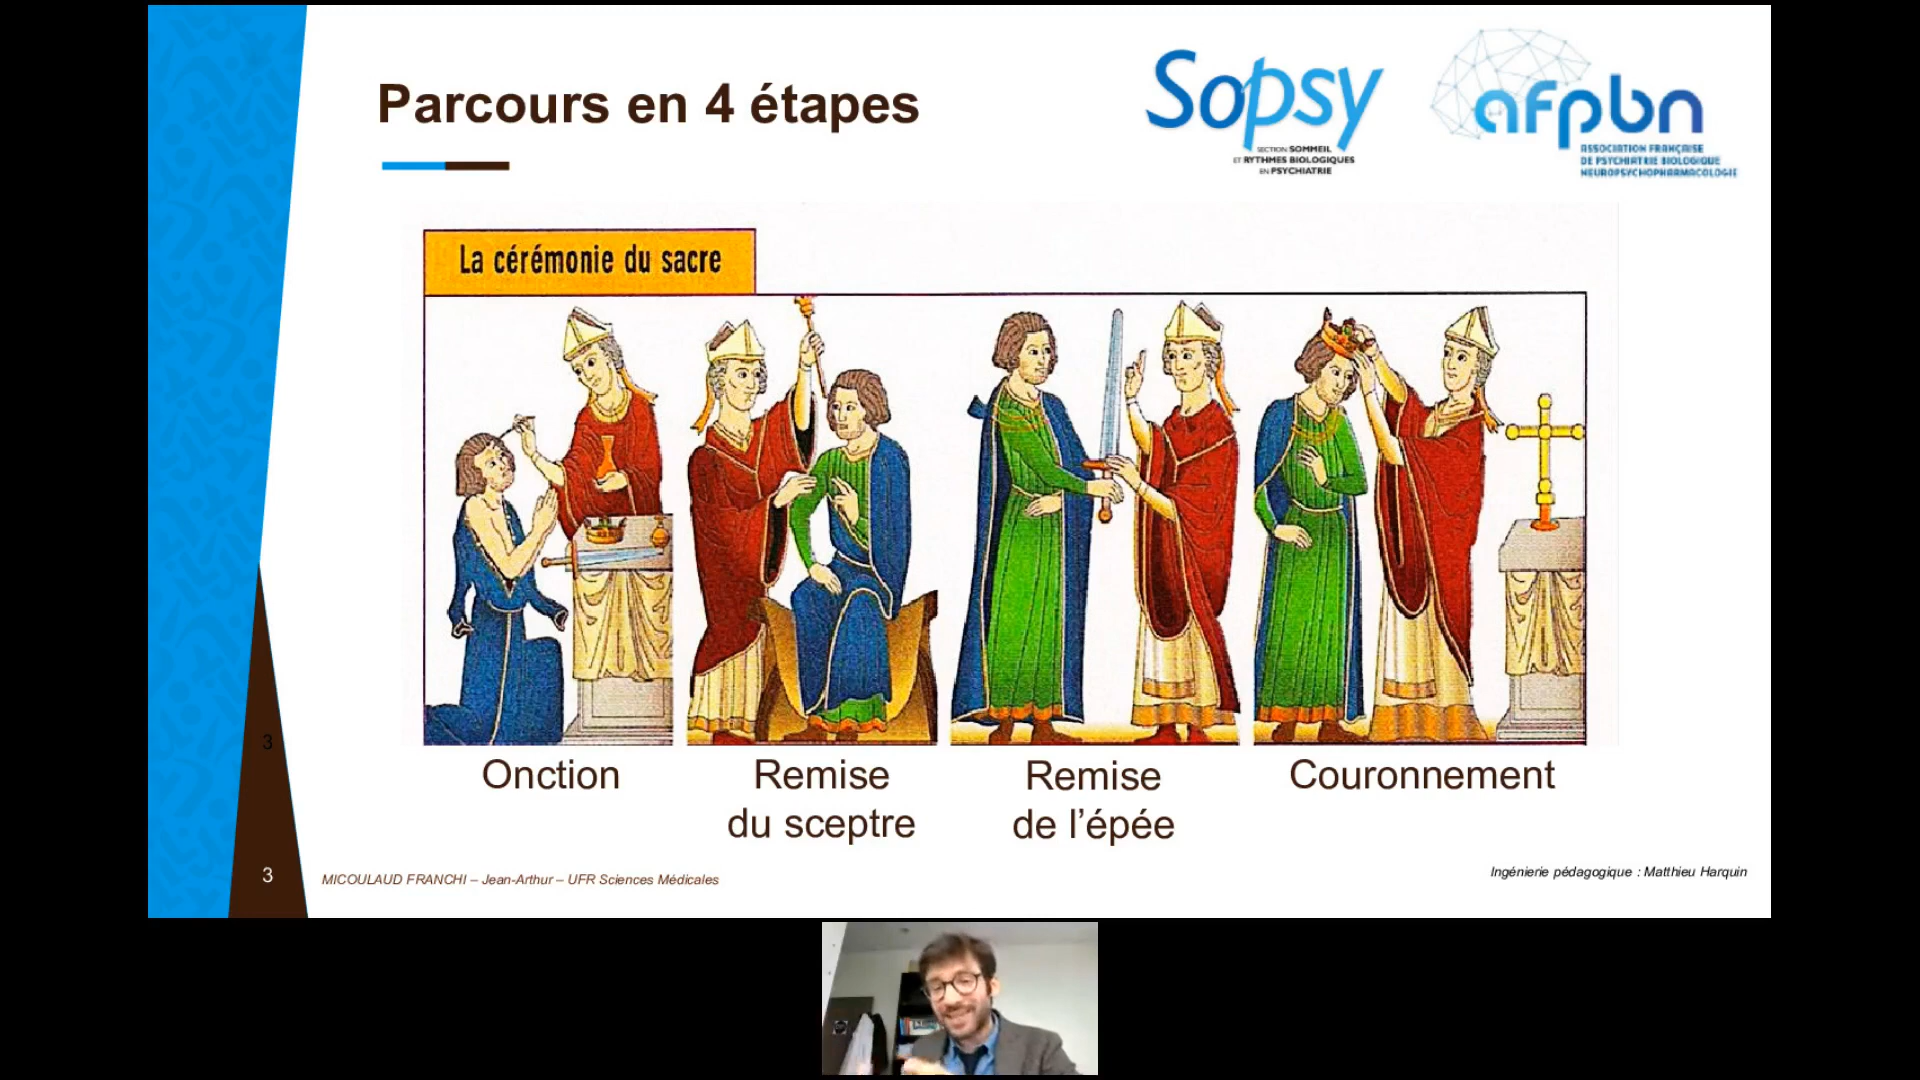 Parcours en 4 étapes
Sopsy
SECTION SOMMEIL
ET RYTHMES BIOLOGIQUES
EN PSYCHIATRIE
afpbn
ASSOCIATION FRANÇAISE
DE PSYCHIATRIE BIOLOGIQUE
NEUROPSYCHOPHARMACOLOGIE
La cérémonie du sacre
Onction
Remise
du sceptre
Remise
de l’épée
Couronnement
3
3
MICOULAUD FRANCHI – Jean-Arthur – UFR Sciences Médicales
Ingénierie pédagogique : Matthieu Harquin